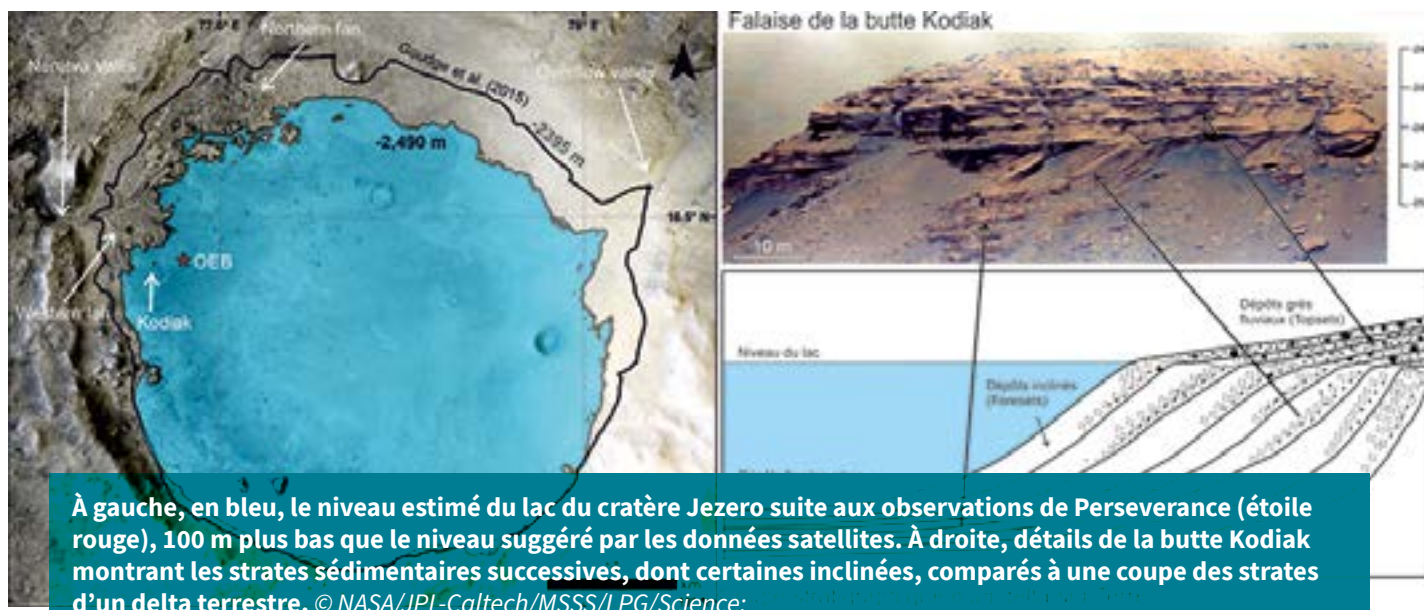 Falaise de la butte Kodiak
Neretva Vallis
Northern fan
Overflow valley
Goudge et al. (2015)
-2395 m
-2,490 m
OEB
Kodiak
Western fan
10 m
Dépôts grès
fluviaux (Topsets)
Niveau du lac
Dépôts inclinés
(Foresets)
À gauche, en bleu, le niveau estimé du lac du cratère Jezero suite aux observations de Perseverance (étoile
rouge), 100 m plus bas que le niveau suggéré par les données satellites. À droite, détails de la butte Kodiak
montrant les strates sédimentaires successives, dont certaines inclinées, comparés à une coupe des strates
d'un delta terrestre. © NASA/JPL-Caltech/MSSS/LPG/Science;